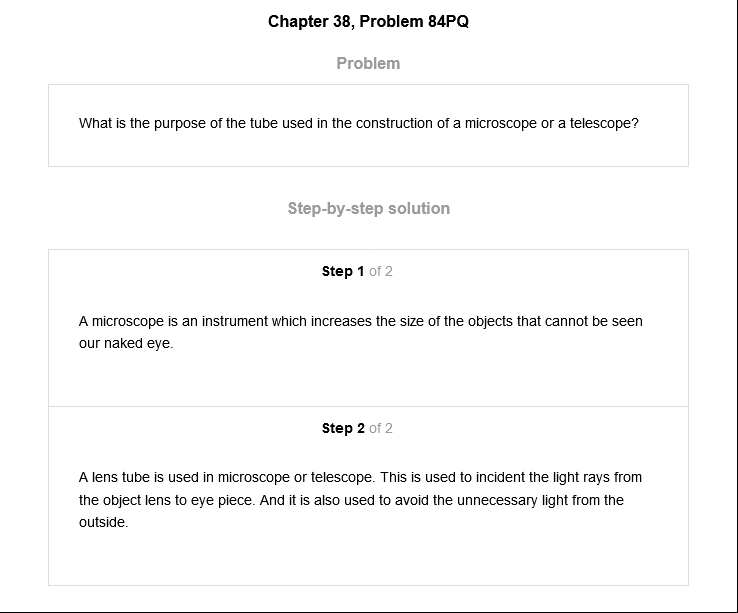 Chapter 38, Problem 84PQ
Problem
What is the purpose of the tube used in the construction of a microscope or a telescope?
Step-by-step solution
Step 1 of 2
A microscope is an instrument which increases the size of the objects that cannot be seen
our naked eye.
Step 2 of 2
A lens tube is used in microscope or telescope. This is used to incident the light rays from
the object lens to eye piece. And it is also used to avoid the unnecessary light from the
outside.